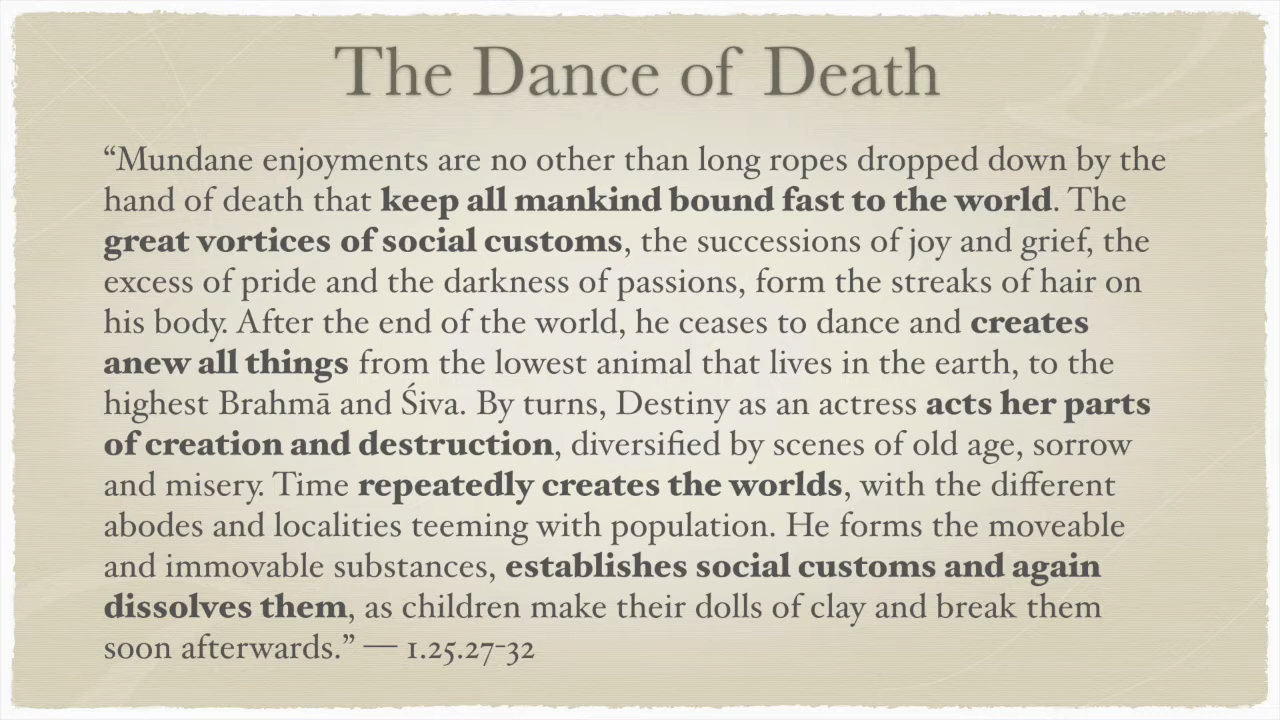 The Dance of Death
“Mundane enjoyments are no other than long ropes dropped down by the
hand of death that keep all mankind bound fast to the world. The
great vortices of social customs, the successions of joy and grief, the
excess of pride and the darkness of passions, form the streaks of hair on
his body. After the end of the world, he ceases to dance and creates
anew all things from the lowest animal that lives in the earth, to the
highest Brahmā and Śiva. By turns, Destiny as an actress acts her parts
of creation and destruction, diversified by scenes of old age, sorrow
and misery. Time repeatedly creates the worlds, with the different
abodes and localities teeming with population. He forms the moveable
and immovable substances, establishes social customs and again
dissolves them, as children make their dolls of clay and break them
soon afterwards.” — 1.25.27-32